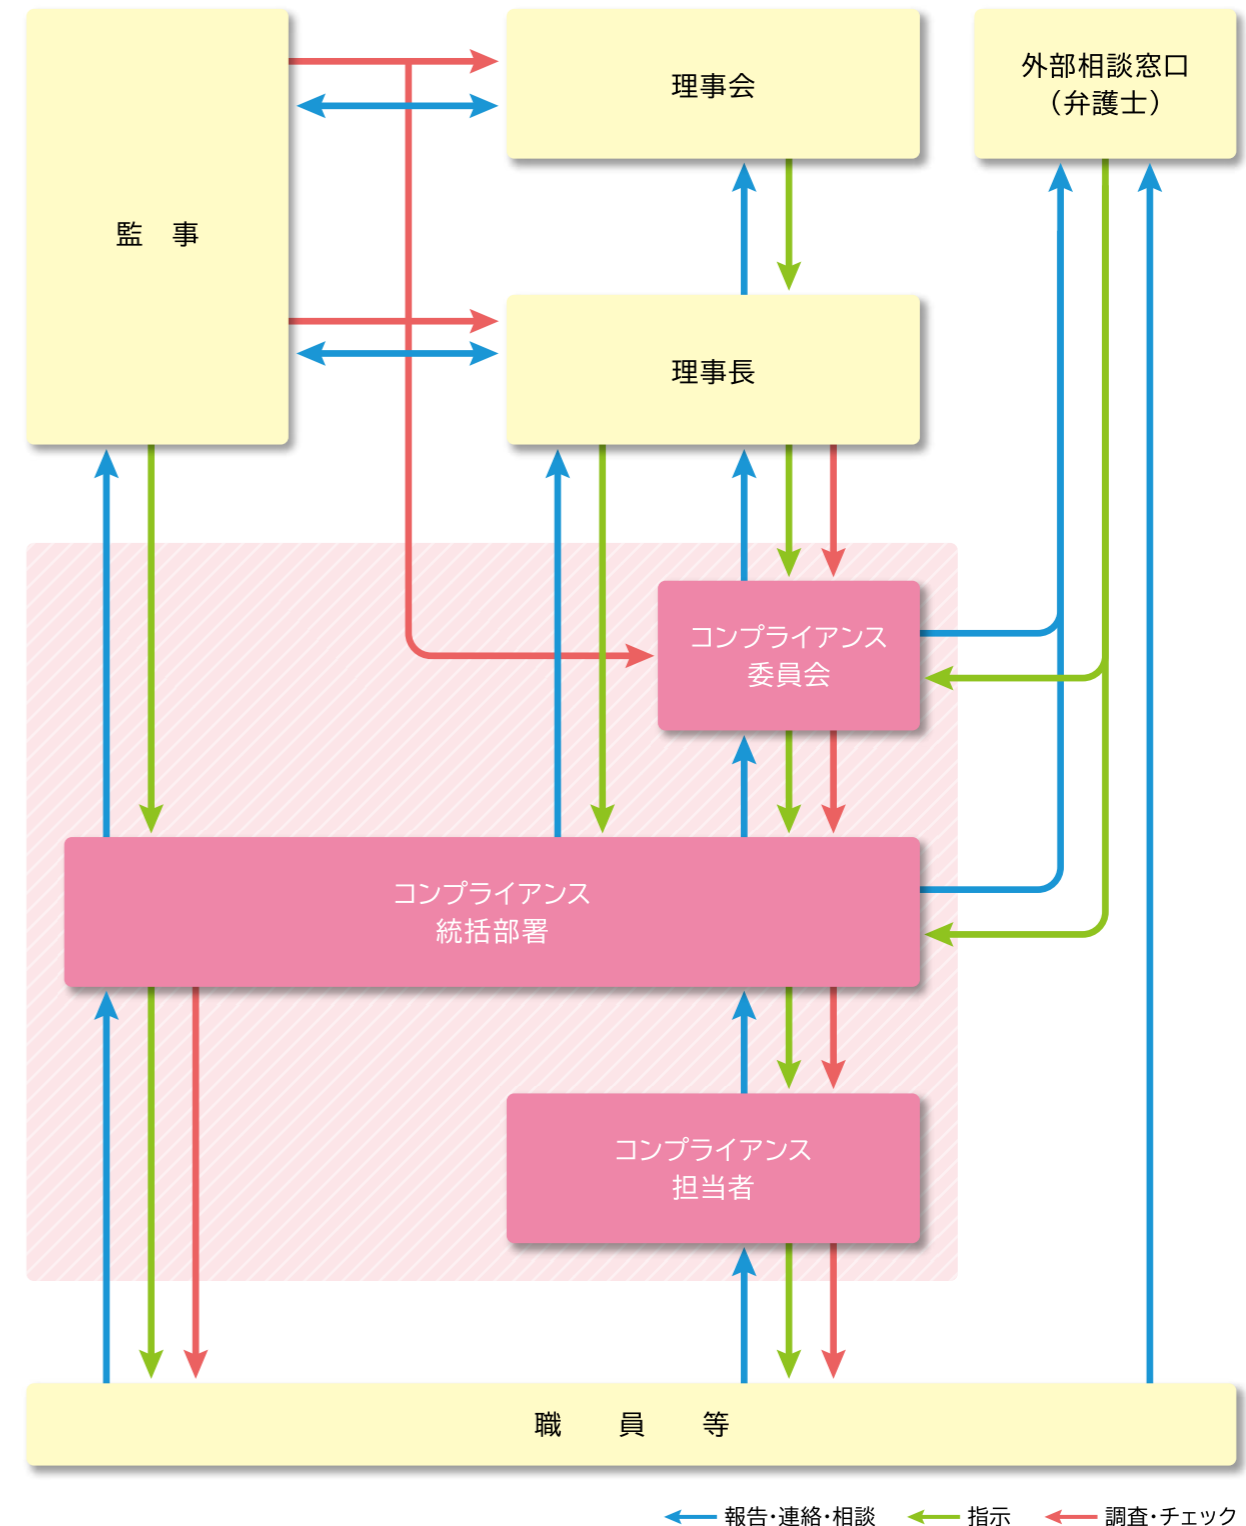 監　事
理事会
外部相談窓口
（弁護士）
理事長
コンプライアンス
委員会
コンプライアンス
統括部署
コンプライアンス
担当者
職　員　等
報告・連絡・相談
指示
調査・チェック